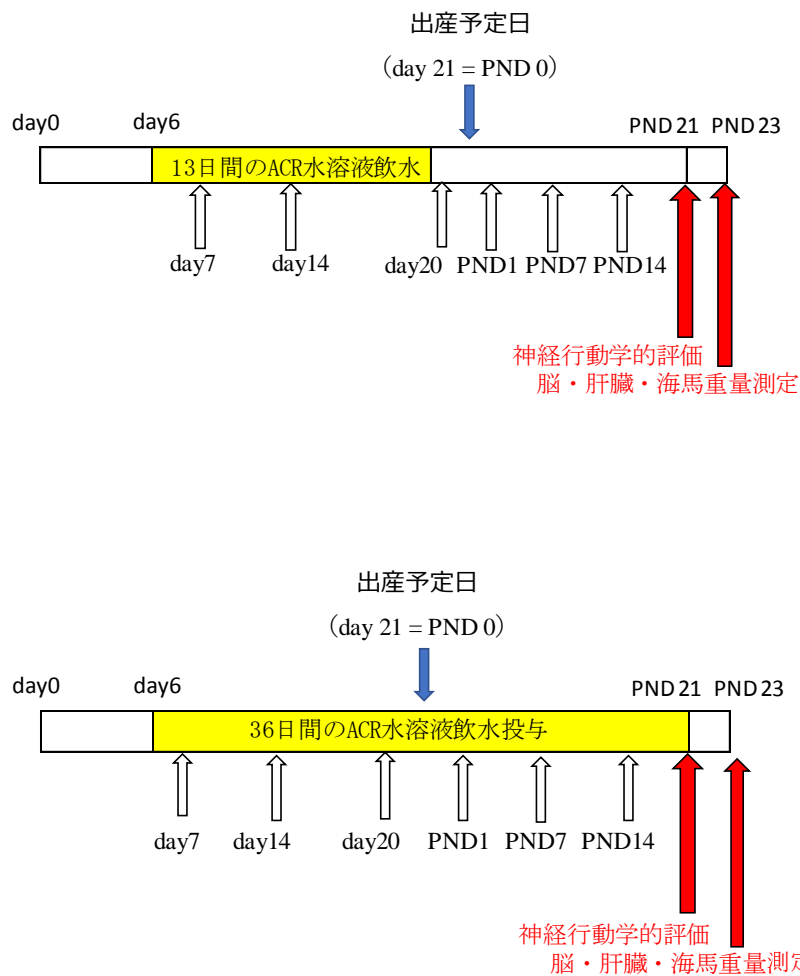 出産予定日
(day 21 = PND 0)
day0
day6
PND 21
PND 23
13日間のACR水溶液飲水
day7
day14
day20
PND1
PND7
PND14
神経行動学的評価
脳・肝臓・海馬重量測定
出産予定日
(day 21 = PND 0)
day0
day6
PND 21
PND 23
36日間のACR水溶液飲水投与
day7
day14
day20
PND1
PND7
PND14
神経行動学的評価
脳・肝臓・海馬重量測定